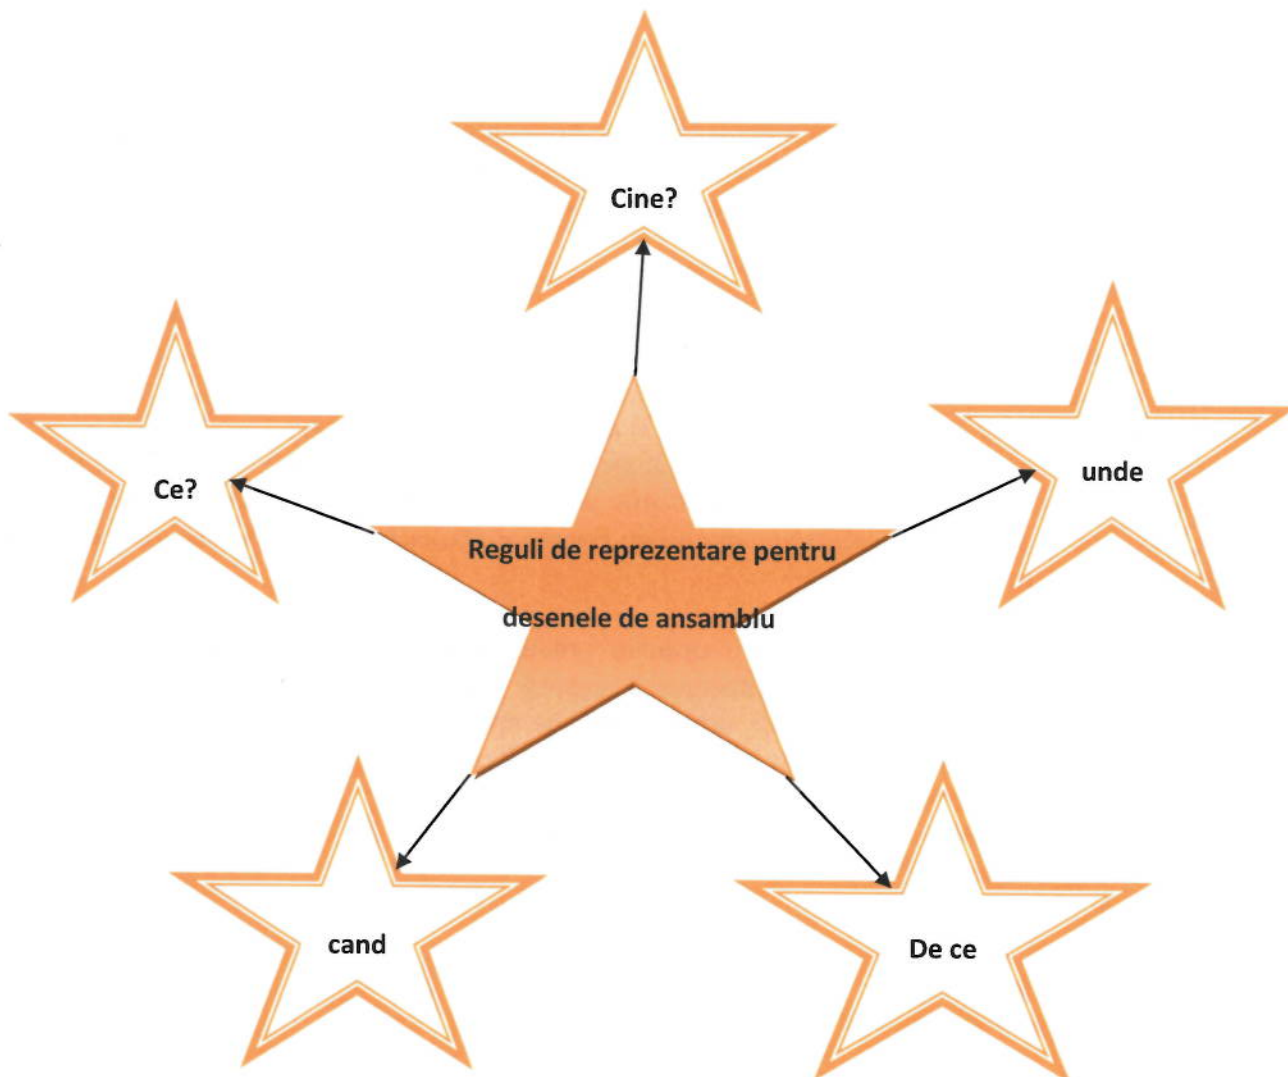 Cine?
Ce?
unde
Reguli de reprezentare pentru
desenele de ansamblu
cand
De ce